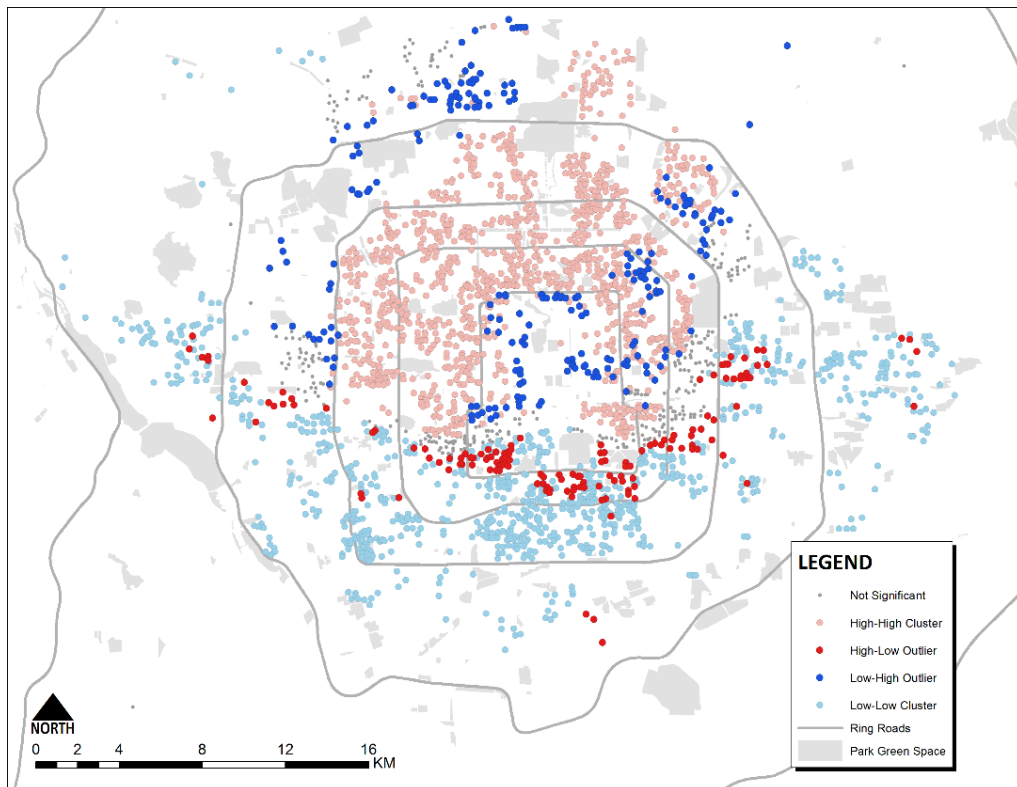 LEGEND
Not Significant
High-High Cluster
High-Low Outlier
Low-High Outlier
Low-Low Cluster
Ring Roads
Park Green Space
NORTH
0 2 4 8 12 16
KM